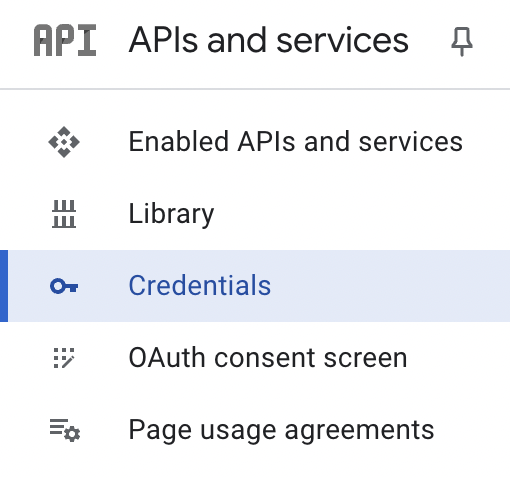 API APIs and services
Enabled APIs and services
Library
Credentials
OAuth consent screen
Page usage agreements